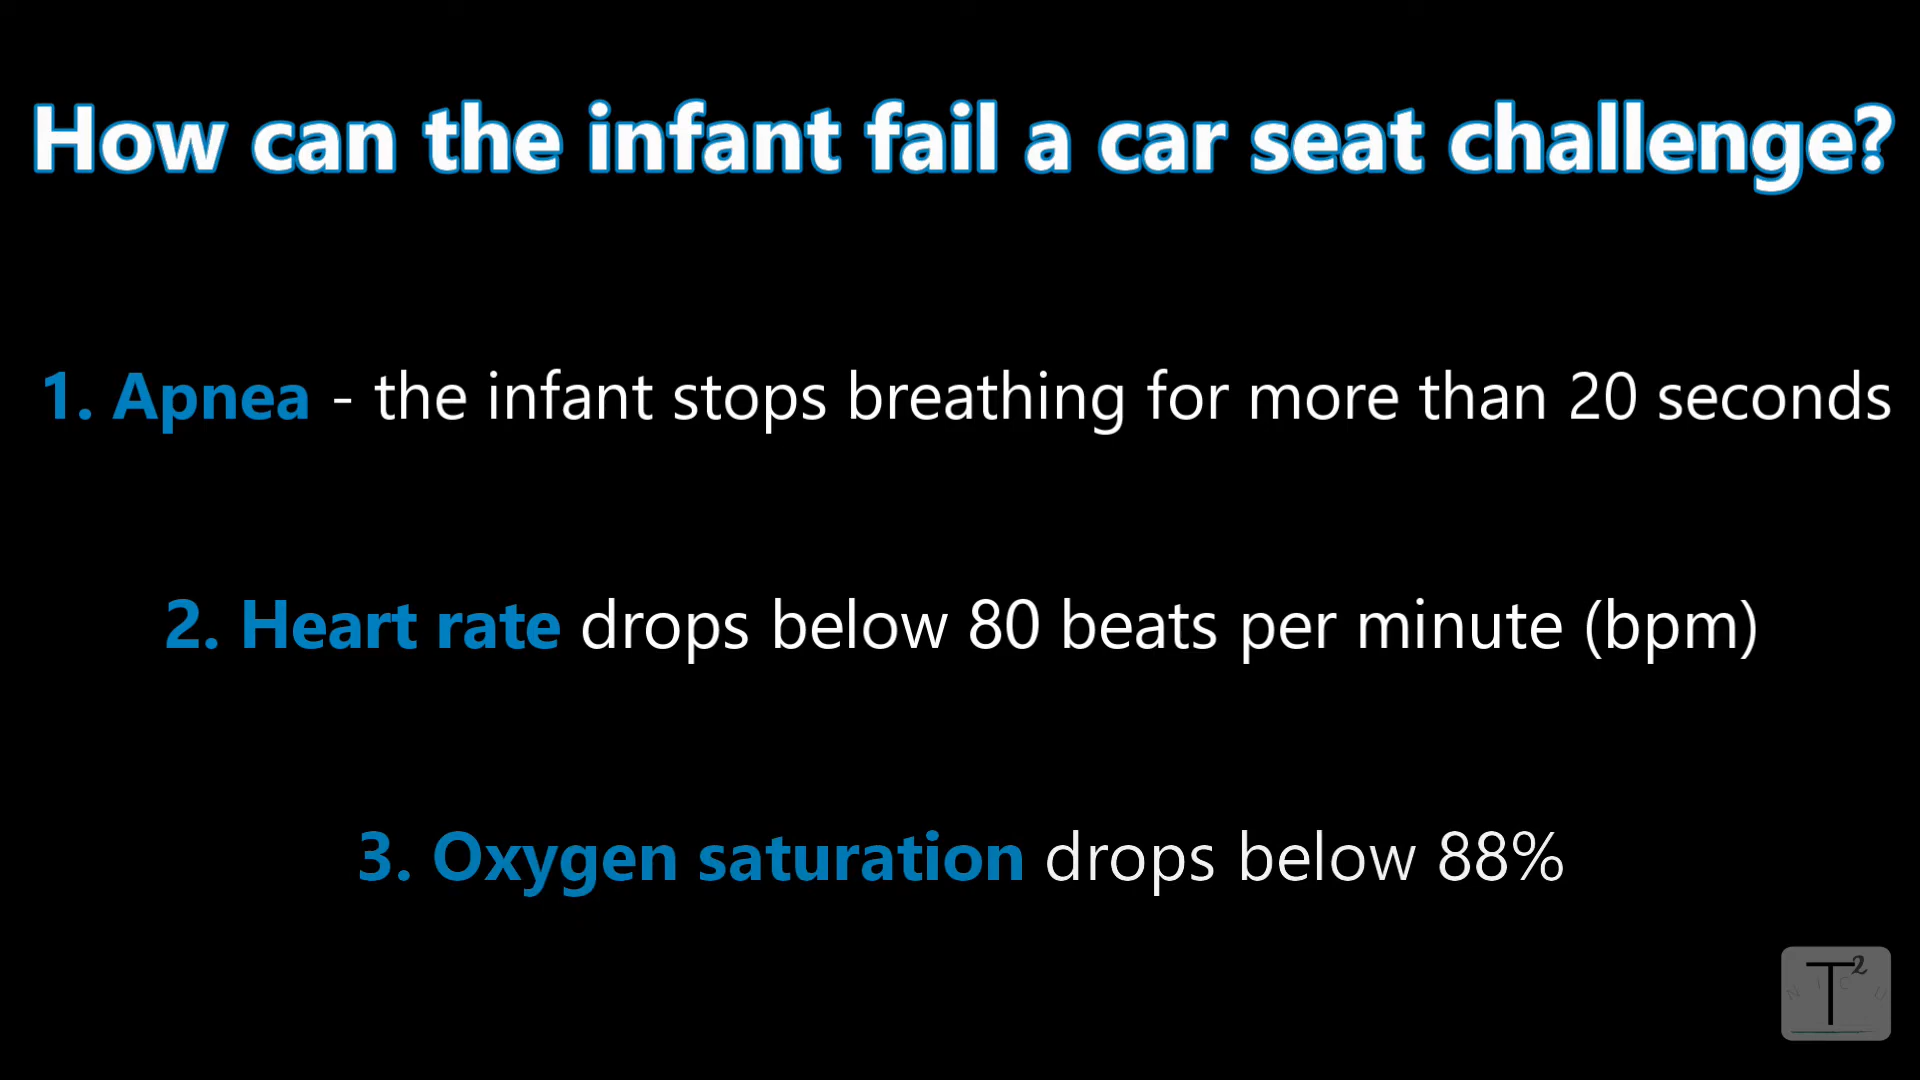 How can the infant fail a car seat challenge?
1. Apnea - the infant stops breathing for more than 20 seconds
2. Heart rate drops below 80 beats per minute (bpm)
3. Oxygen saturation drops below 88%
T²
NICU